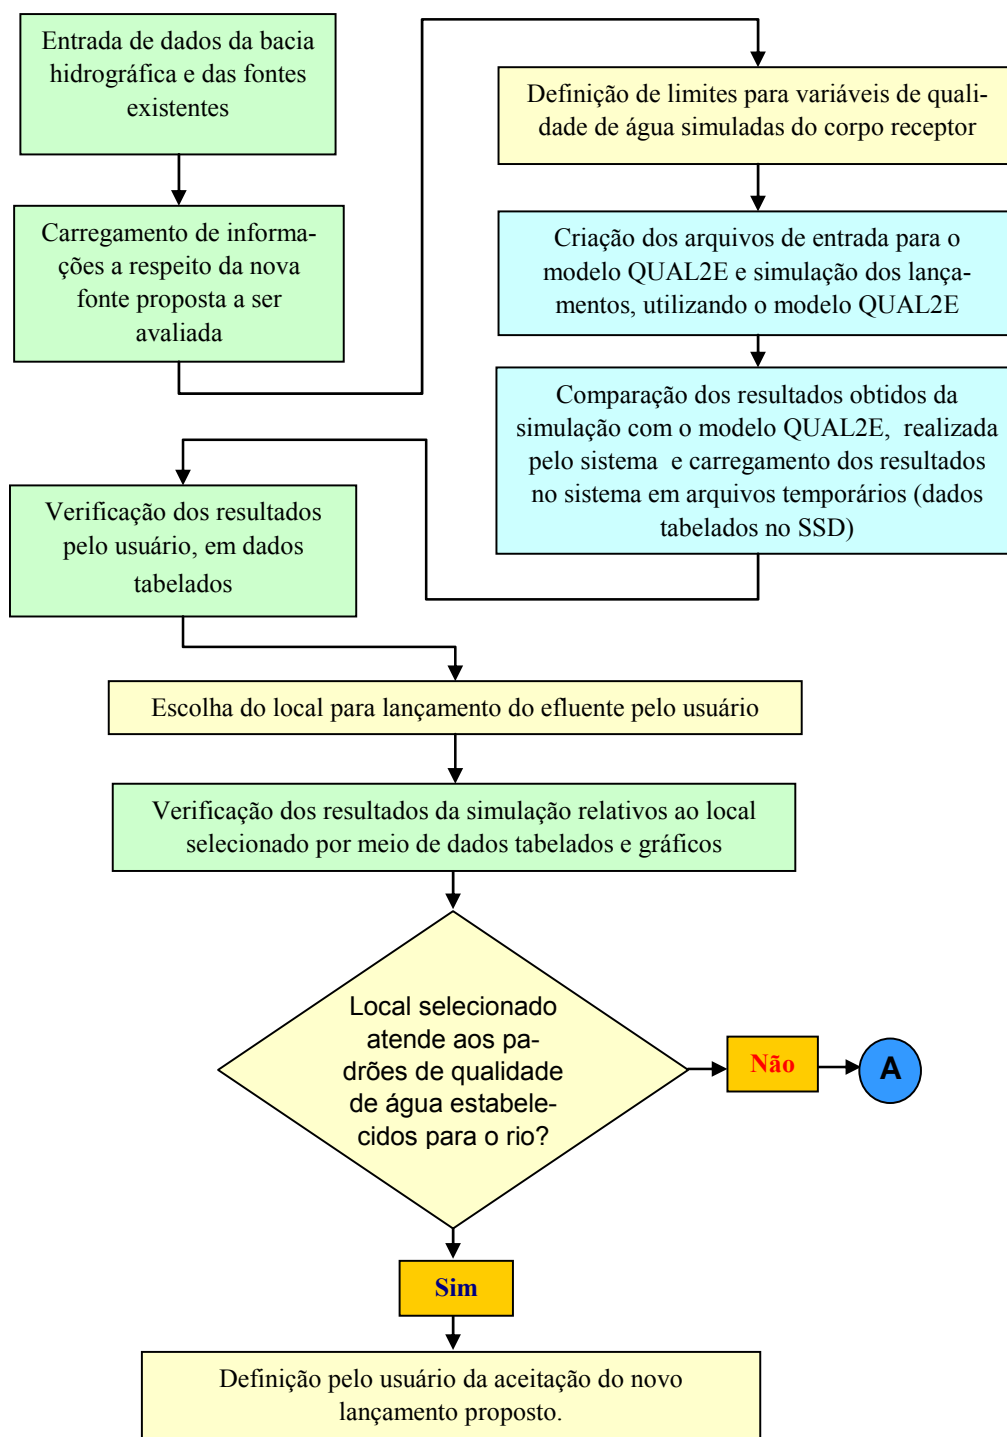 Entrada de dados da bacia
hidrográfica e das fontes
existentes
Carregamento de informa-
ções a respeito da nova
fonte proposta a ser
avaliada
Definição de limites para variáveis de quali-
dade de água simuladas do corpo receptor
Criação dos arquivos de entrada para o
modelo QUAL2E e simulação dos lança-
mentos, utilizando o modelo QUAL2E
Comparação dos resultados obtidos da
simulação com o modelo QUAL2E, realizada
pelo sistema e carregamento dos resultados
no sistema em arquivos temporários (dados
tabelados no SSD)
Verificação dos resultados
pelo usuário, em dados
tabelados
Escolha do local para lançamento do efluente pelo usuário
Verificação dos resultados da simulação relativos ao local
selecionado por meio de dados tabelados e gráficos
Local selecionado
atende aos pa-
drões de qualidade
de água estabele-
cidos para o rio?
Não
A
Sim
Definição pelo usuário da aceitação do novo
lançamento proposto.